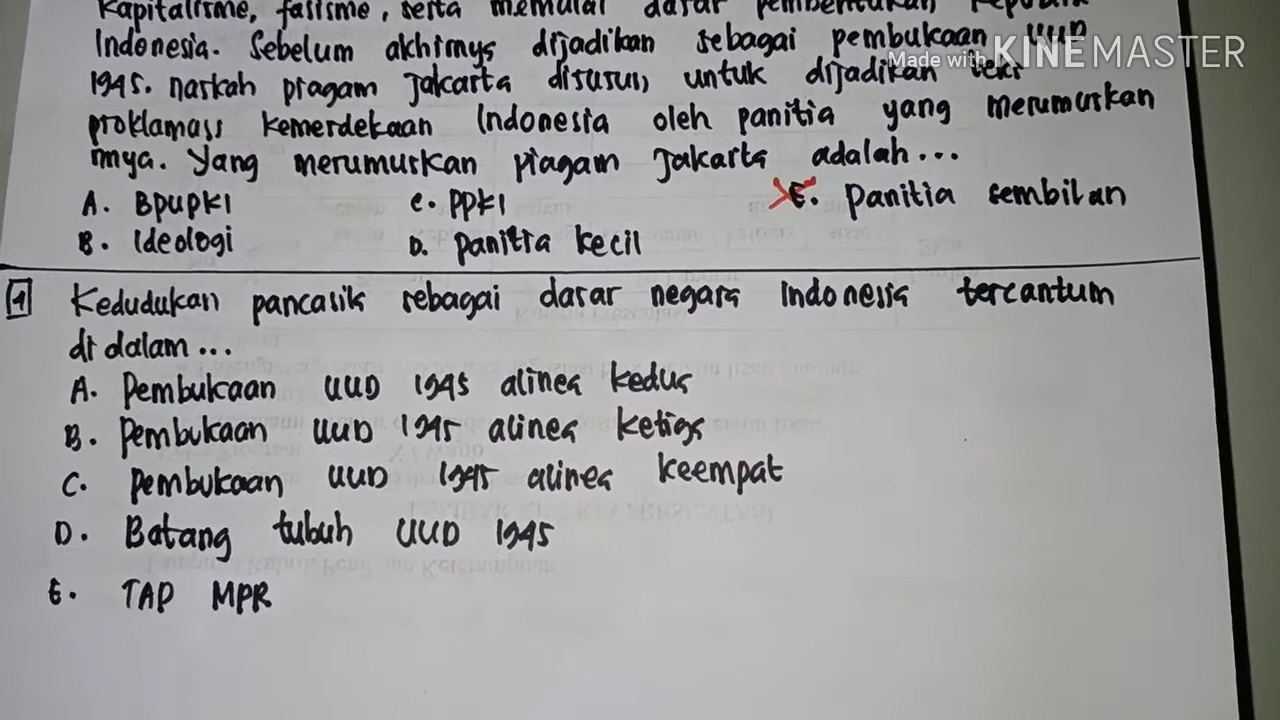 Kapitalisme, fasisme, serta memulai dasar pembentukan
Indonesia. Sebelum akhirnya dijadikan sebagai pembukaan UUD
1945. naskah piagam Jakarta disusun untuk dijadikan teks
proklamasi kemerdekaan Indonesia oleh panitia yang merumuskan
nnya. Yang merumuskan piagam Jakarta adalah...
A. BPUPKI C. PPKI E. Panitia sembilan
B. Ideologi D. panitia kecil
Made with KINEMASTER
1 Kedudukan pancasila sebagai dasar negara Indonesia tercantum
di dalam...
A. Pembukaan UUD 1945 alinea kedua
B. Pembukaan UUD 1945 alinea ketiga
C. Pembukaan UUD 1945 alinea keempat
D. Batang tubuh UUD 1945
E. TAP MPR